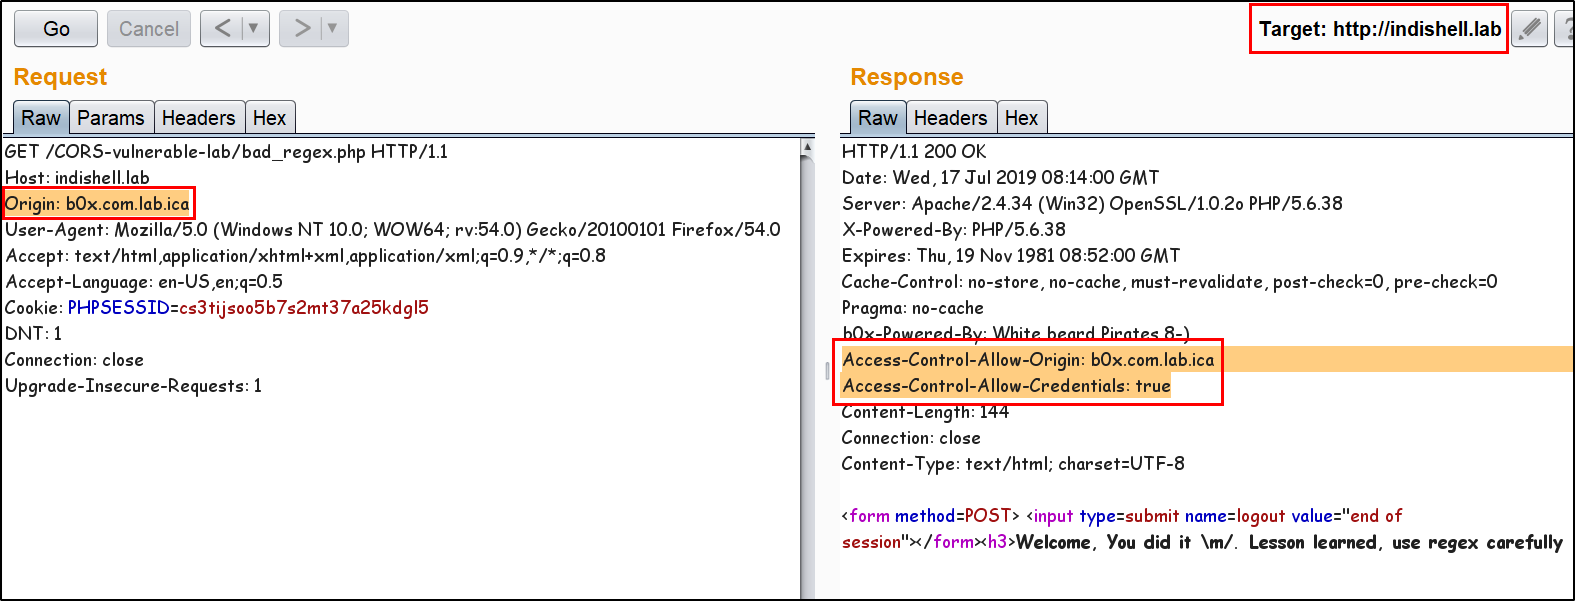 Go Cancel < ▼ > ▼ Target: http://indishell.lab ?
Request
Raw Params Headers Hex
GET /CORS-vulnerable-lab/bad_regex.php HTTP/1.1
Host: indishell.lab
Origin: b0x.com.lab.ica
User-Agent: Mozilla/5.0 (Windows NT 10.0; WOW64; rv:54.0) Gecko/20100101 Firefox/54.0
Accept: text/html,application/xhtml+xml,application/xml;q=0.9,*/*;q=0.8
Accept-Language: en-US,en;q=0.5
Cookie: PHPSESSID=cs3tijsoo5b7s2mt37a25kdgl5
DNT: 1
Connection: close
Upgrade-Insecure-Requests: 1
Response
Raw Headers Hex
HTTP/1.1 200 OK
Date: Wed, 17 Jul 2019 08:14:00 GMT
Server: Apache/2.4.34 (Win32) OpenSSL/1.0.2o PHP/5.6.38
X-Powered-By: PHP/5.6.38
Expires: Thu, 19 Nov 1981 08:52:00 GMT
Cache-Control: no-store, no-cache, must-revalidate, post-check=0, pre-check=0
Pragma: no-cache
b0x-Powered-By: White beard Pirates 8-)
Access-Control-Allow-Origin: b0x.com.lab.ica
Access-Control-Allow-Credentials: true
Content-Length: 144
Connection: close
Content-Type: text/html; charset=UTF-8
<form method=POST> <input type=submit name=logout value="end of
session"></form><h3>Welcome, You did it \m/. Lesson learned, use regex carefully